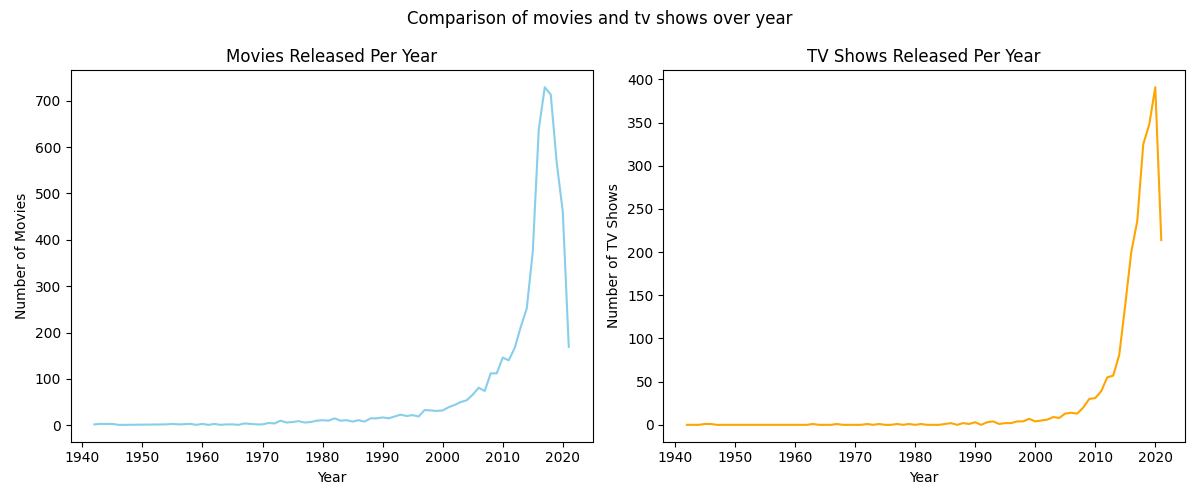 Comparison of movies and tv shows over year
Movies Released Per Year
Number of Movies
700
600
500
400
300
200
100
0
1940 1950 1960 1970 1980 1990 2000 2010 2020
Year
TV Shows Released Per Year
Number of TV Shows
400
350
300
250
200
150
100
50
0
1940 1950 1960 1970 1980 1990 2000 2010 2020
Year